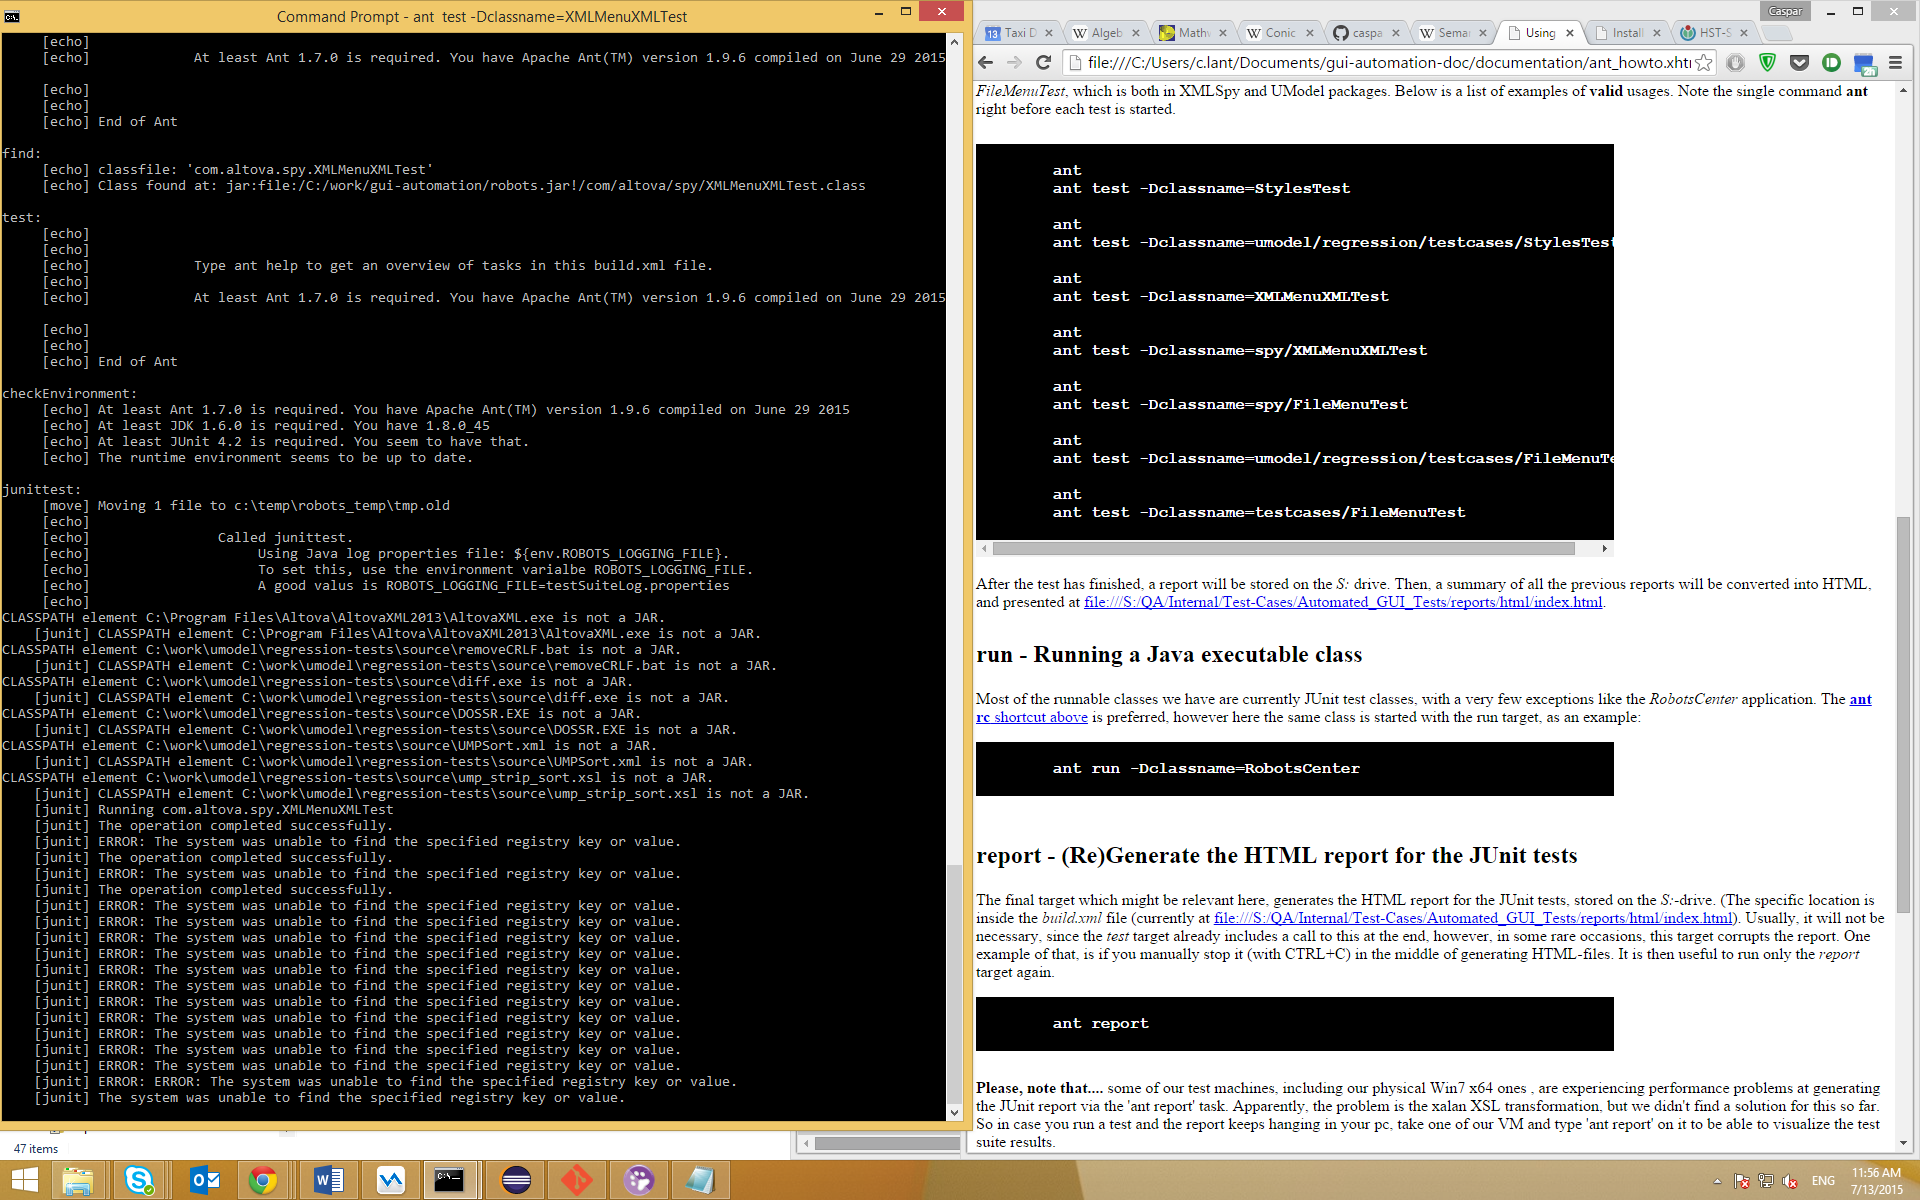 Command Prompt - ant  test -Dclassname=XMLMenuXMLTest
[echo]
[echo]             At least Ant 1.7.0 is required. You have Apache Ant(TM) version 1.9.6 compiled on June 29 2015
[echo]
[echo]
[echo] End of Ant
find:
[echo] classfile: 'com.altova.spy.XMLMenuXMLTest'
[echo] Class found at: jar:file:/C:/work/gui-automation/robots.jar!/com/altova/spy/XMLMenuXMLTest.class
test:
[echo]
[echo]
[echo]             Type ant help to get an overview of tasks in this build.xml file.
[echo]
[echo]             At least Ant 1.7.0 is required. You have Apache Ant(TM) version 1.9.6 compiled on June 29 2015
[echo]
[echo]
[echo] End of Ant
checkEnvironment:
[echo] At least Ant 1.7.0 is required. You have Apache Ant(TM) version 1.9.6 compiled on June 29 2015
[echo] At least JDK 1.6.0 is required. You have 1.8.0_45
[echo] At least JUnit 4.2 is required. You seem to have that.
[echo] The runtime environment seems to be up to date.
junittest:
[move] Moving 1 file to c:\temp\robots_temp\tmp.old
[echo]
[echo]                Called junittest.
[echo]                     Using Java log properties file: ${env.ROBOTS_LOGGING_FILE}.
[echo]                     To set this, use the environment varialbe ROBOTS_LOGGING_FILE.
[echo]                     A good valus is ROBOTS_LOGGING_FILE=testSuiteLog.properties
[echo]
CLASSPATH element C:\Program Files\Altova\AltovaXML2013\AltovaXML.exe is not a JAR.
[junit] CLASSPATH element C:\Program Files\Altova\AltovaXML2013\AltovaXML.exe is not a JAR.
CLASSPATH element C:\work\umodel\regression-tests\source\removeCRLF.bat is not a JAR.
[junit] CLASSPATH element C:\work\umodel\regression-tests\source\removeCRLF.bat is not a JAR.
CLASSPATH element C:\work\umodel\regression-tests\source\diff.exe is not a JAR.
[junit] CLASSPATH element C:\work\umodel\regression-tests\source\diff.exe is not a JAR.
CLASSPATH element C:\work\umodel\regression-tests\source\DOSSR.EXE is not a JAR.
[junit] CLASSPATH element C:\work\umodel\regression-tests\source\DOSSR.EXE is not a JAR.
CLASSPATH element C:\work\umodel\regression-tests\source\UMPSort.xml is not a JAR.
[junit] CLASSPATH element C:\work\umodel\regression-tests\source\UMPSort.xml is not a JAR.
CLASSPATH element C:\work\umodel\regression-tests\source\ump_strip_sort.xsl is not a JAR.
[junit] CLASSPATH element C:\work\umodel\regression-tests\source\ump_strip_sort.xsl is not a JAR.
[junit] Running com.altova.spy.XMLMenuXMLTest
[junit] The operation completed successfully.
[junit] ERROR: The system was unable to find the specified registry key or value.
[junit] The operation completed successfully.
[junit] ERROR: The system was unable to find the specified registry key or value.
[junit] The operation completed successfully.
[junit] ERROR: The system was unable to find the specified registry key or value.
[junit] ERROR: The system was unable to find the specified registry key or value.
[junit] ERROR: The system was unable to find the specified registry key or value.
[junit] ERROR: The system was unable to find the specified registry key or value.
[junit] ERROR: The system was unable to find the specified registry key or value.
[junit] ERROR: The system was unable to find the specified registry key or value.
[junit] ERROR: The system was unable to find the specified registry key or value.
[junit] ERROR: The system was unable to find the specified registry key or value.
[junit] ERROR: The system was unable to find the specified registry key or value.
[junit] ERROR: The system was unable to find the specified registry key or value.
[junit] ERROR: The system was unable to find the specified registry key or value.
[junit] ERROR: ERROR: The system was unable to find the specified registry key or value.
[junit] The system was unable to find the specified registry key or value.
47 items
Caspar
13 Taxi D
W Algeb
Math
W Conic
caspa
W Sema
Using
Install
HST-S
file:///C:/Users/c.lant/Documents/gui-automation-doc/documentation/ant_howto.xht
2h
FileMenuTest, which is both in XMLSpy and UModel packages. Below is a list of examples of valid usages. Note the single command ant
right before each test is started.
ant
ant test -Dclassname=StylesTest
ant
ant test -Dclassname=umodel/regression/testcases/StylesTest
ant
ant test -Dclassname=XMLMenuXMLTest
ant
ant test -Dclassname=spy/XMLMenuXMLTest
ant
ant test -Dclassname=spy/FileMenuTest
ant
ant test -Dclassname=umodel/regression/testcases/FileMenuTe
ant
ant test -Dclassname=testcases/FileMenuTest
After the test has finished, a report will be stored on the S: drive. Then, a summary of all the previous reports will be converted into HTML,
and presented at file:///S:/QA/Internal/Test-Cases/Automated_GUI_Tests/reports/html/index.html.
run - Running a Java executable class
Most of the runnable classes we have are currently JUnit test classes, with a very few exceptions like the RobotsCenter application. The ant
rc shortcut above is preferred, however here the same class is started with the run target, as an example:
ant run -Dclassname=RobotsCenter
report - (Re)Generate the HTML report for the JUnit tests
The final target which might be relevant here, generates the HTML report for the JUnit tests, stored on the S:-drive. (The specific location is
inside the build.xml file (currently at file:///S:/QA/Internal/Test-Cases/Automated_GUI_Tests/reports/html/index.html). Usually, it will not be
necessary, since the test target already includes a call to this at the end, however, in some rare occasions, this target corrupts the report. One
example of that, is if you manually stop it (with CTRL+C) in the middle of generating HTML-files. It is then useful to run only the report
target again.
ant report
Please, note that.... some of our test machines, including our physical Win7 x64 ones , are experiencing performance problems at generating
the JUnit report via the 'ant report' task. Apparently, the problem is the xalan XSL transformation, but we didn't find a solution for this so far.
So in case you run a test and the report keeps hanging in your pc, take one of our VM and type 'ant report' on it to be able to visualize the test
suite results.
ENG
11:56 AM
7/13/2015